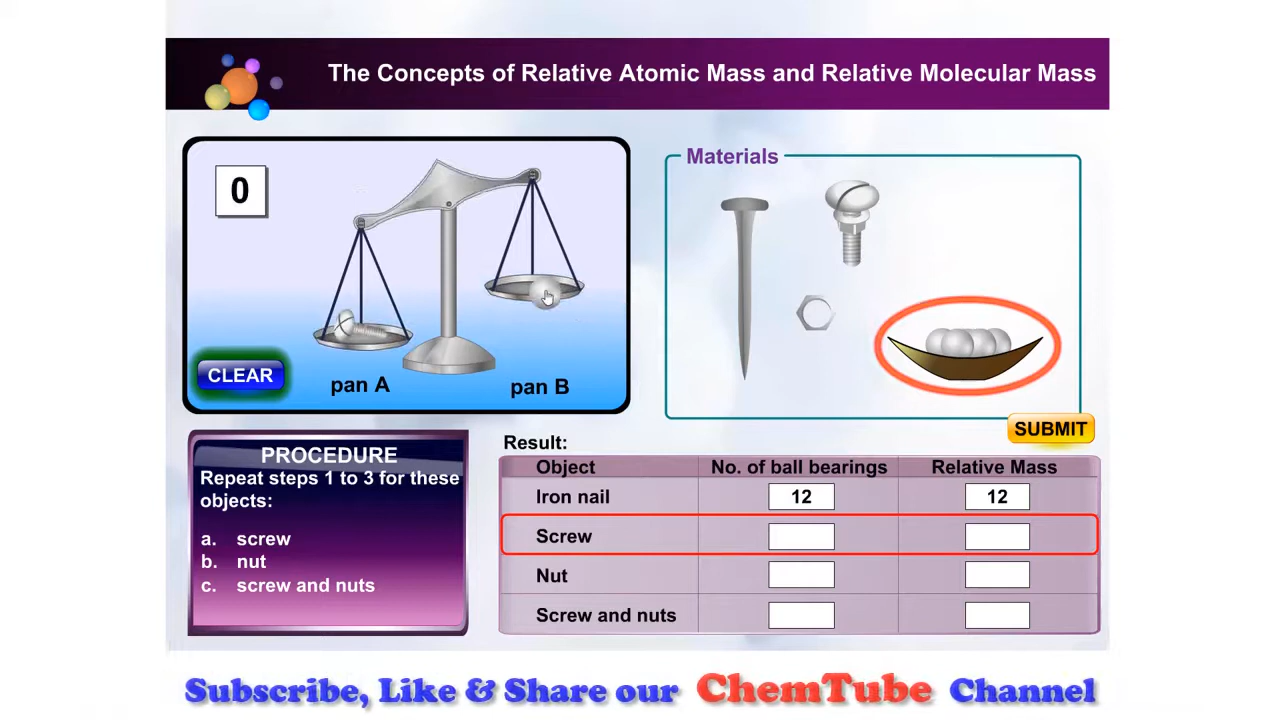 The Concepts of Relative Atomic Mass and Relative Molecular Mass
0
CLEAR
pan A
pan B
Materials
SUBMIT
PROCEDURE
Repeat steps 1 to 3 for these
objects:
a. screw
b. nut
c. screw and nuts
Result:
Object No. of ball bearings Relative Mass
Iron nail 12 12
Screw
Nut
Screw and nuts
Subscribe, Like & Share our ChemTube Channel